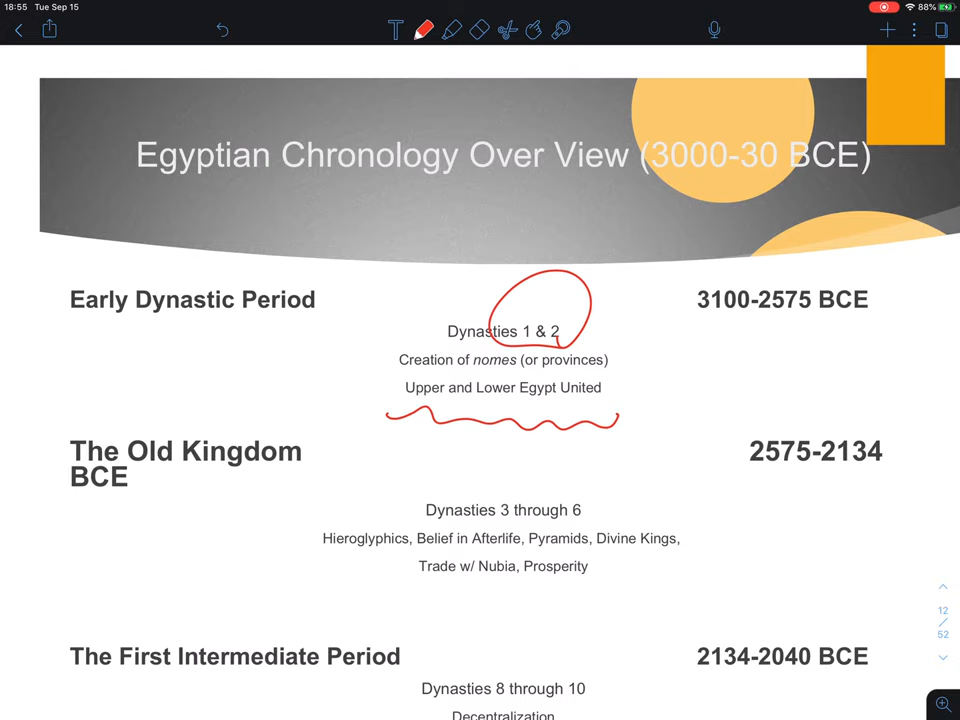 18:55 Tue Sep 15 88%
T
Egyptian Chronology Over View (3000-30 BCE)
Early Dynastic Period 3100-2575 BCE
Dynasties 1 & 2
Creation of nomes (or provinces)
Upper and Lower Egypt United
The Old Kingdom 2575-2134
BCE
Dynasties 3 through 6
Hieroglyphics, Belief in Afterlife, Pyramids, Divine Kings,
Trade w/ Nubia, Prosperity
12
/
52
The First Intermediate Period 2134-2040 BCE
Dynasties 8 through 10
Decentralization